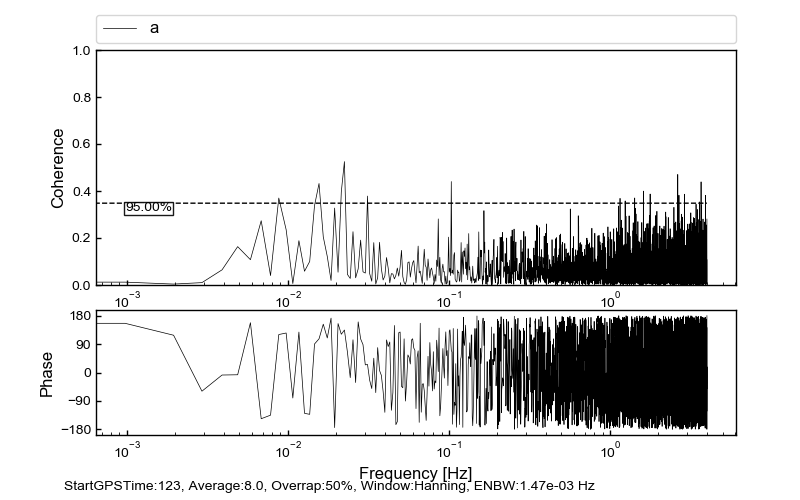 a
1.0
0.8
0.6
0.4
0.2
0.0
Coherence
95.00%
10⁻³ 10⁻² 10⁻¹ 10⁰
180
90
0
−90
−180
Phase
10⁻³ 10⁻² 10⁻¹ 10⁰
Frequency [Hz]
StartGPSTime:123, Average:8.0, Overrap:50%, Window:Hanning, ENBW:1.47e-03 Hz